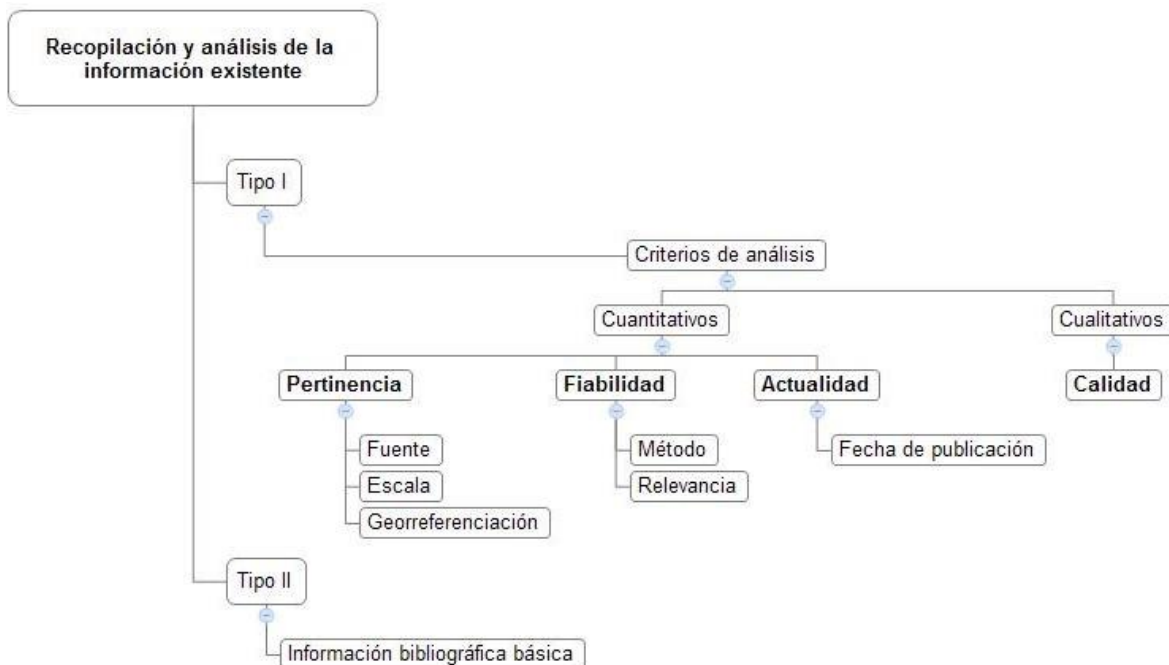 Recopilación y análisis de la
información existente
Tipo I
Criterios de análisis
Cuantitativos
Cualitativos
Pertinencia
Fiabilidad
Actualidad
Calidad
Fuente
Método
Fecha de publicación
Escala
Relevancia
Georreferenciación
Tipo II
Información bibliográfica básica